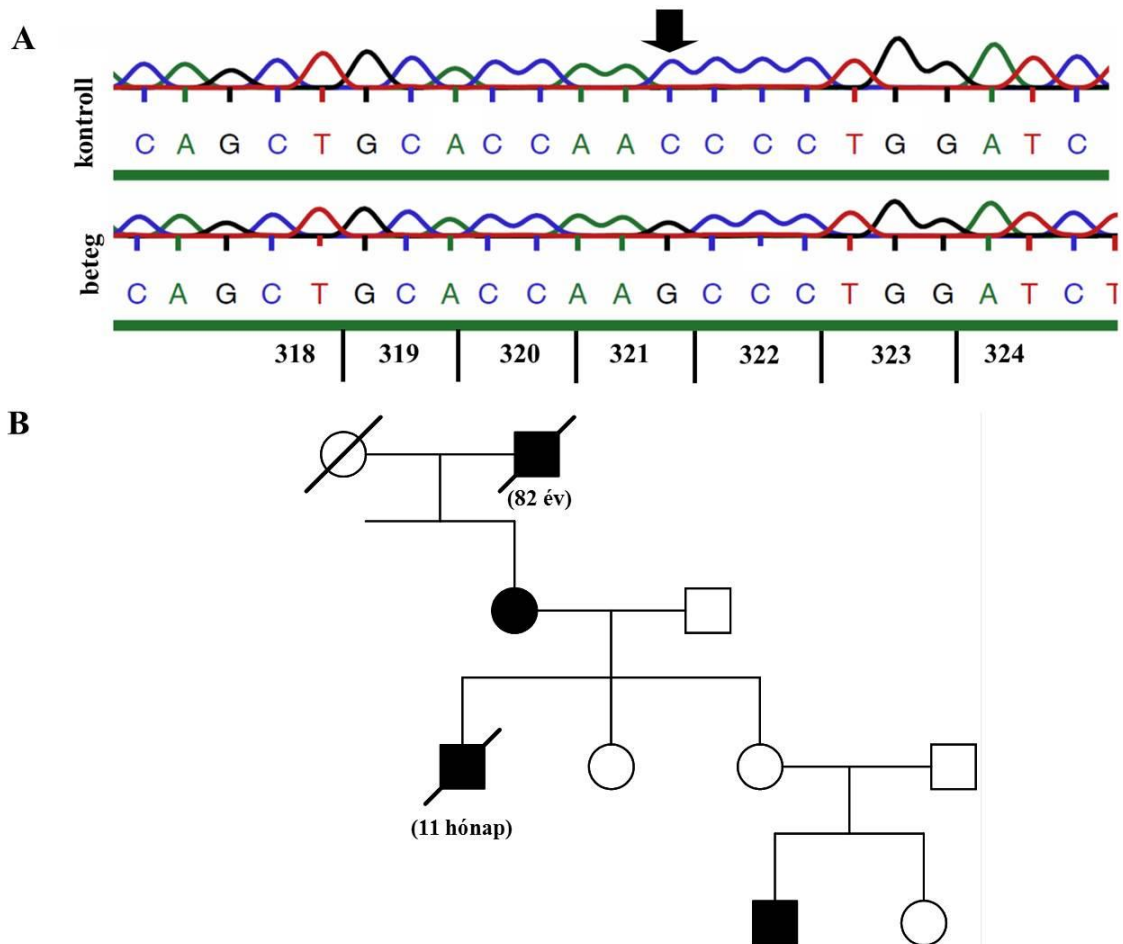 A
kontroll
C A G C T G C A C C A A C C C C T G G A T C
beteg
C A G C T G C A C C A A G C C C T G G A T C T
318 319 320 321 322 323 324
B
(82 év)
(11 hónap)